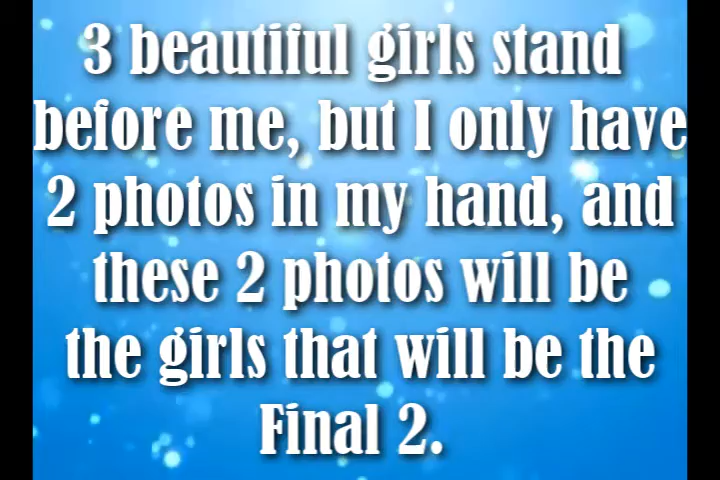 3 beautiful girls stand
before me, but I only have
2 photos in my hand, and
these 2 photos will be
the girls that will be the
Final 2.